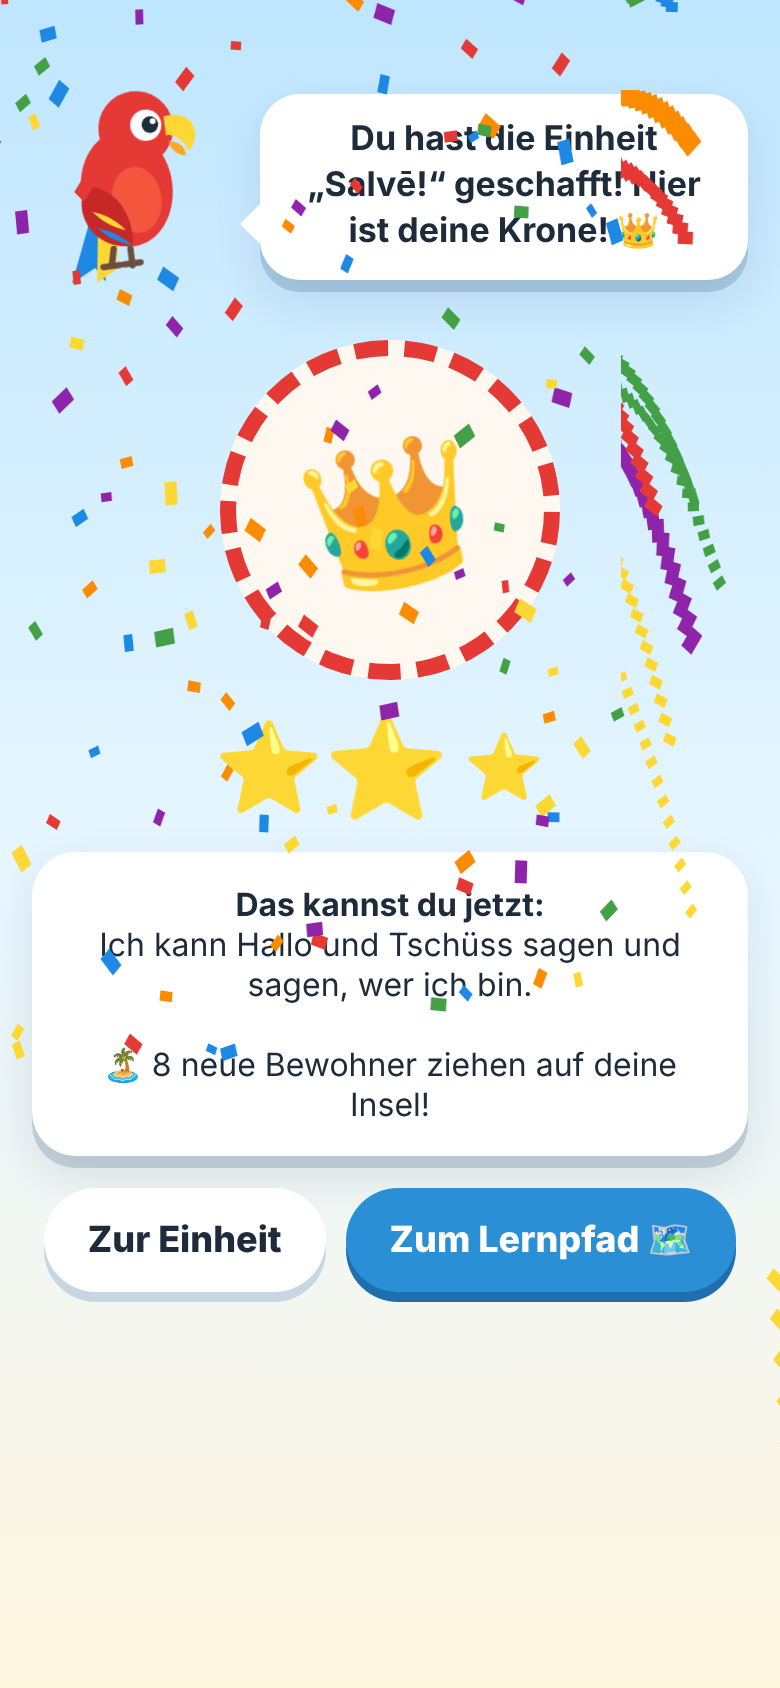 Du hast die Einheit
„Salvē!“ geschafft! Hier
ist deine Krone! 👑
Das kannst du jetzt:
Ich kann Hallo und Tschüss sagen und
sagen, wer ich bin.
🏝️ 8 neue Bewohner ziehen auf deine
Insel!
Zur Einheit
Zum Lernpfad 🗺️